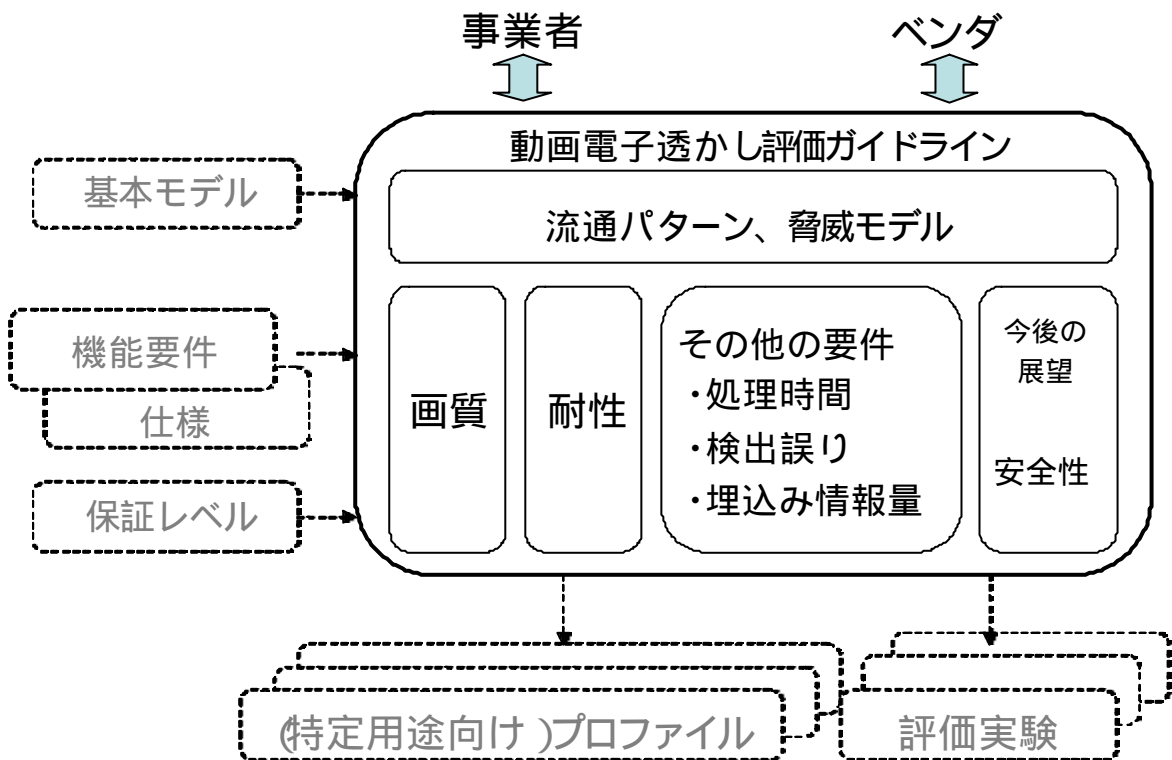 事業者
ベンダ
動画電子透かし評価ガイドライン
基本モデル
流通パターン、脅威モデル
機能要件
仕様
保証レベル
画質
耐性
その他の要件
・処理時間
・検出誤り
・埋込み情報量
今後の
展望
安全性
(特定用途向け)プロファイル
評価実験